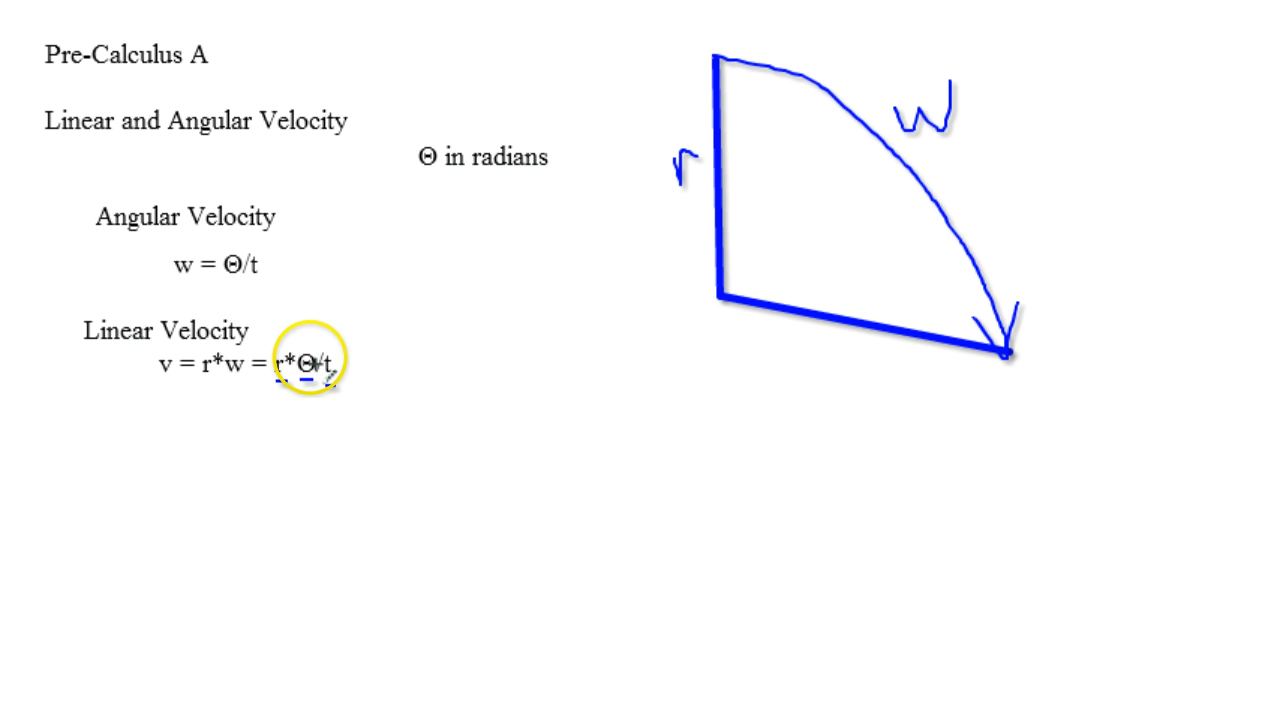 Pre-Calculus A
Linear and Angular Velocity
Θ in radians
Angular Velocity
w = Θ/t
Linear Velocity
v = r*w = r*Θ/t
r
w